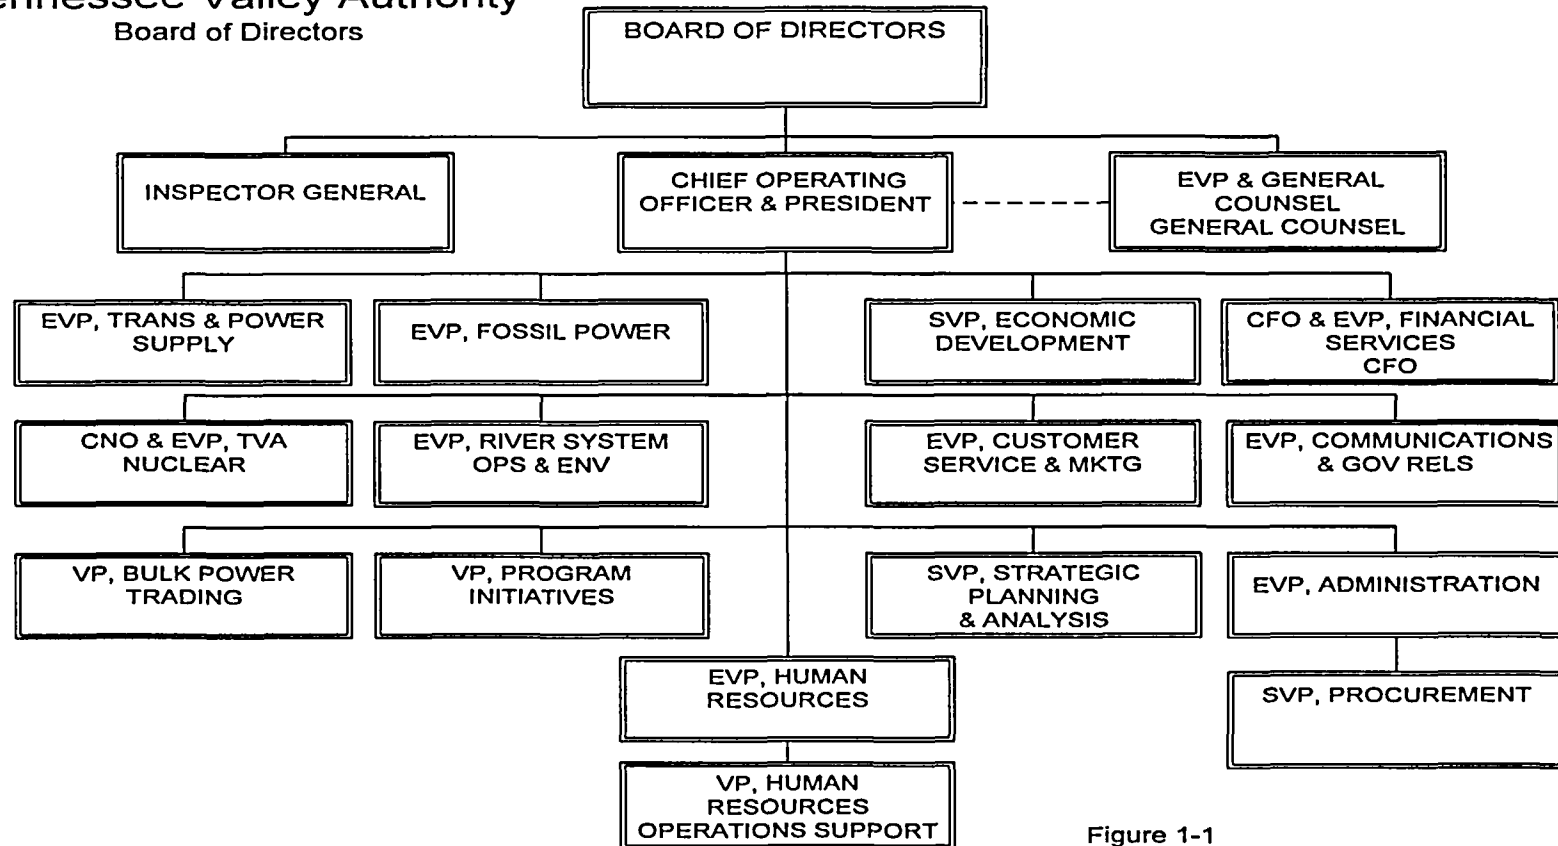 Valley Authority
Board of Directors
BOARD OF DIRECTORS
INSPECTOR GENERAL
CHIEF OPERATING
OFFICER & PRESIDENT
EVP & GENERAL
COUNSEL
GENERAL COUNSEL
EVP, TRANS & POWER
SUPPLY
EVP, FOSSIL POWER
SVP, ECONOMIC
DEVELOPMENT
CFO & EVP, FINANCIAL
SERVICES
CFO
CNO & EVP, TVA
NUCLEAR
EVP, RIVER SYSTEM
OPS & ENV
EVP, CUSTOMER
SERVICE & MKTG
EVP, COMMUNICATIONS
& GOV RELS
VP, BULK POWER
TRADING
VP, PROGRAM
INITIATIVES
SVP, STRATEGIC
PLANNING
& ANALYSIS
EVP, ADMINISTRATION
EVP, HUMAN
RESOURCES
SVP, PROCUREMENT
VP, HUMAN
RESOURCES
OPERATIONS SUPPORT
Figure 1-1